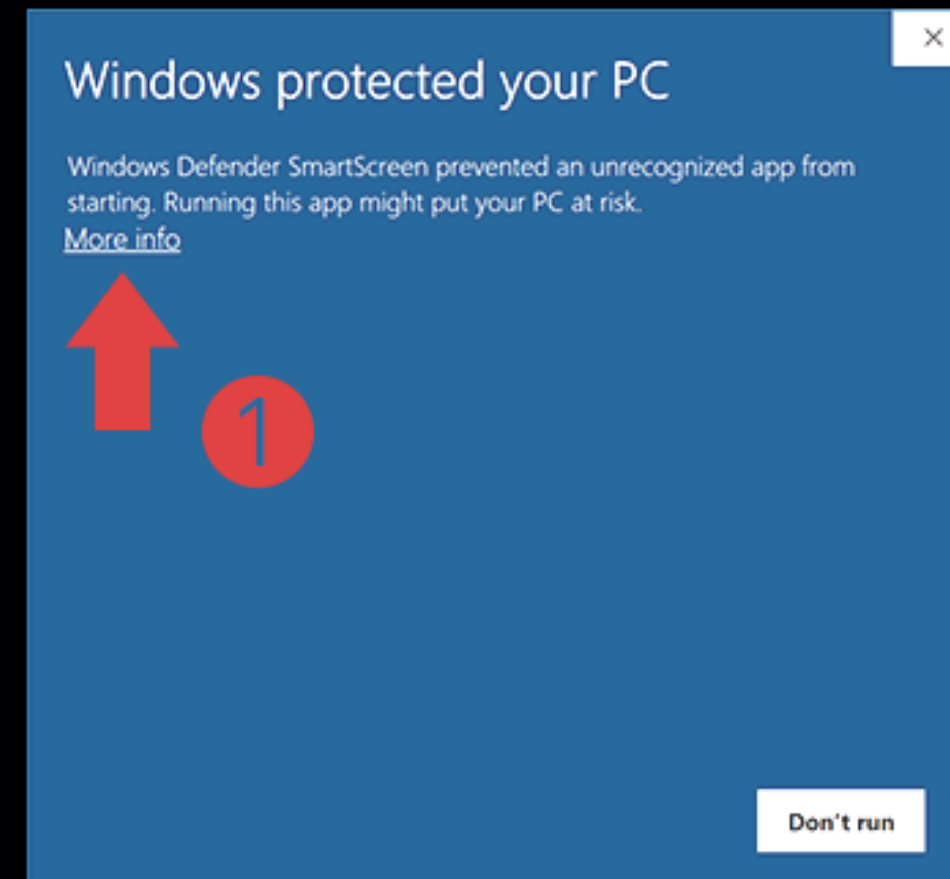 Windows protected your PC
Windows Defender SmartScreen prevented an unrecognized app from
starting. Running this app might put your PC at risk.
More info
1
Don't run